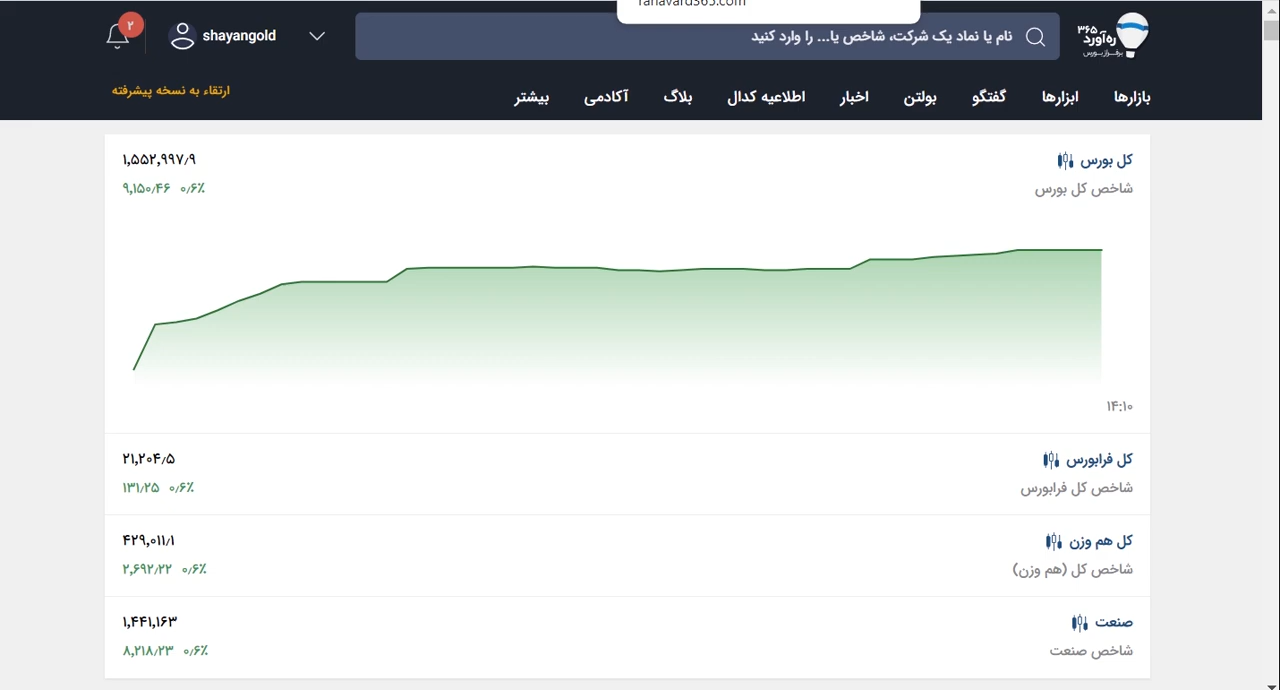 rahavard365.com
ره‌آورد ۳۶۵
برفراز بورس
نام یا نماد یک شرکت، شاخص یا... را وارد کنید
shayangold
۲
بازارها ابزارها گفتگو بولتن اخبار اطلاعیه کدال بلاگ آکادمی بیشتر
ارتقاء به نسخه پیشرفته
کل بورس ۱,۵۵۲,۹۹۷/۹
شاخص کل بورس ۹,۱۵۰/۴۶ ۰/۶٪
۱۴:۱۰
کل فرابورس ۲۱,۲۰۴/۵
شاخص کل فرابورس ۱۳۱/۲۵ ۰/۶٪
کل هم وزن ۴۲۹,۰۱۱/۱
شاخص کل (هم وزن) ۲,۶۹۲/۲۲ ۰/۶٪
صنعت ۱,۴۴۱,۱۶۳
شاخص صنعت ۸,۲۱۸/۲۳ ۰/۶٪